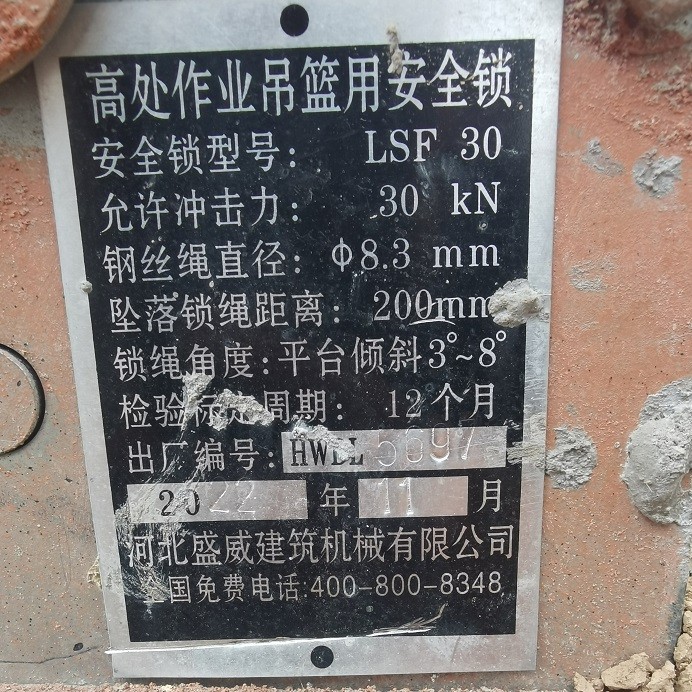 高处作业吊篮用安全锁
安全锁型号: LSF 30
允许冲击力: 30 kN
钢丝绳直径: Φ8.3 mm
坠落锁绳距离: 200mm
锁绳角度:平台倾斜3°~8°
检验标定周期: 12个月
出厂编号: HWDL 5697
2022 年 11 月
河北盛威建筑机械有限公司
全国免费电话:400-800-8348